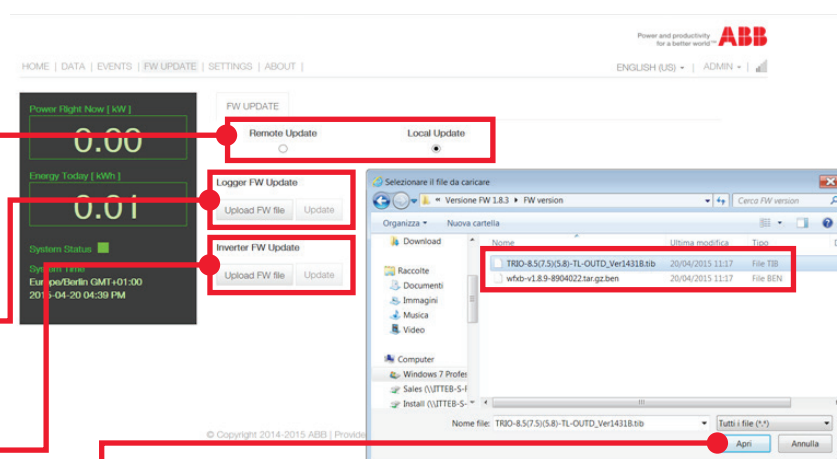 Power and productivity
for a better world™
ABB
HOME | DATA | EVENTS | FW UPDATE | SETTINGS | ABOUT |
ENGLISH (US) | ADMIN |
Power Right Now [ kW ]
0.00
Energy Today [ kWh ]
0.01
System Status
System Time
Europe/Berlin GMT+01:00
2015-04-20 04:39 PM
FW UPDATE
Remote Update
Local Update
Logger FW Update
Upload FW file
Update
Inverter FW Update
Upload FW file
Update
© Copyright 2014-2015 ABB | Provide
Selezionare il file da caricare
« Versione FW 1.8.3 ▸ FW version
Cerca FW version
Organizza
Nuova cartella
Download
Raccolte
Documenti
Immagini
Musica
Video
Computer
Windows 7 Profes
Sales (\\ITTEB-S-F
Install (\\ITTEB-S-
Nome
Ultima modifica
Tipo
TRIO-8.5(7.5)(5.8)-TL-OUTD_Ver1431B.tib
20/04/2015 11:17
File TIB
wfxb-v1.8.9-8904022.tar.gz.ben
20/04/2015 11:17
File BEN
Nome file:
TRIO-8.5(7.5)(5.8)-TL-OUTD_Ver1431B.tib
Tutti i file (*.*)
Apri
Annulla